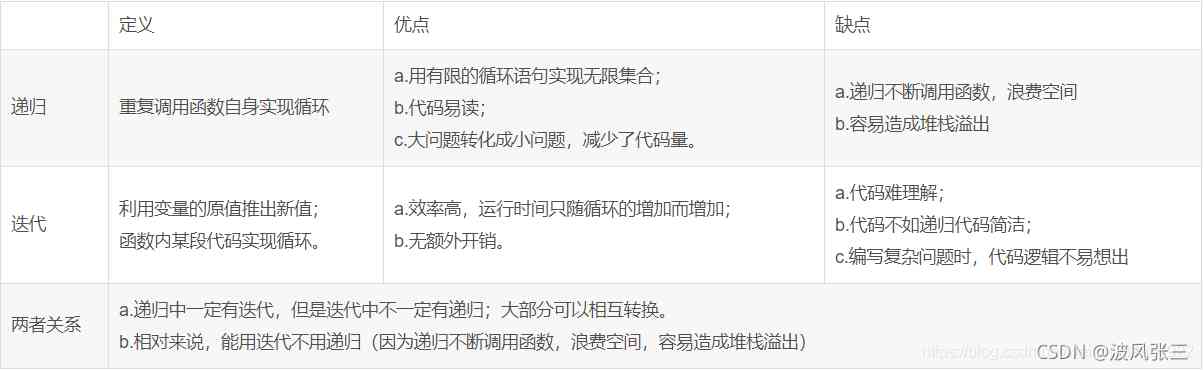 定义
优点
缺点
递归
重复调用函数自身实现循环
a.用有限的循环语句实现无限集合；
b.代码易读；
c.大问题转化成小问题，减少了代码量。
a.递归不断调用函数，浪费空间
b.容易造成堆栈溢出
迭代
利用变量的原值推出新值；
函数内某段代码实现循环。
a.效率高，运行时间只随循环的增加而增加；
b.无额外开销。
a.代码难理解；
b.代码不如递归代码简洁；
c.编写复杂问题时，代码逻辑不易想出
两者关系
a.递归中一定有迭代，但是迭代中不一定有递归；大部分可以相互转换。
b.相对来说，能用迭代不用递归（因为递归不断调用函数，浪费空间，容易造成堆栈溢出）
CSDN @波风张三